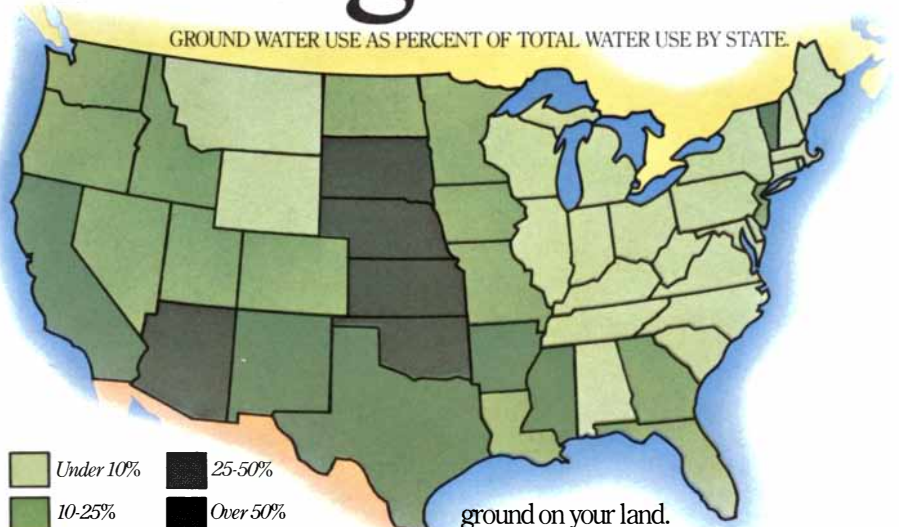 GROUND WATER USE AS PERCENT OF TOTAL WATER USE BY STATE.
Under 10%
25-50%
10-25%
Over 50%
ground on your land.